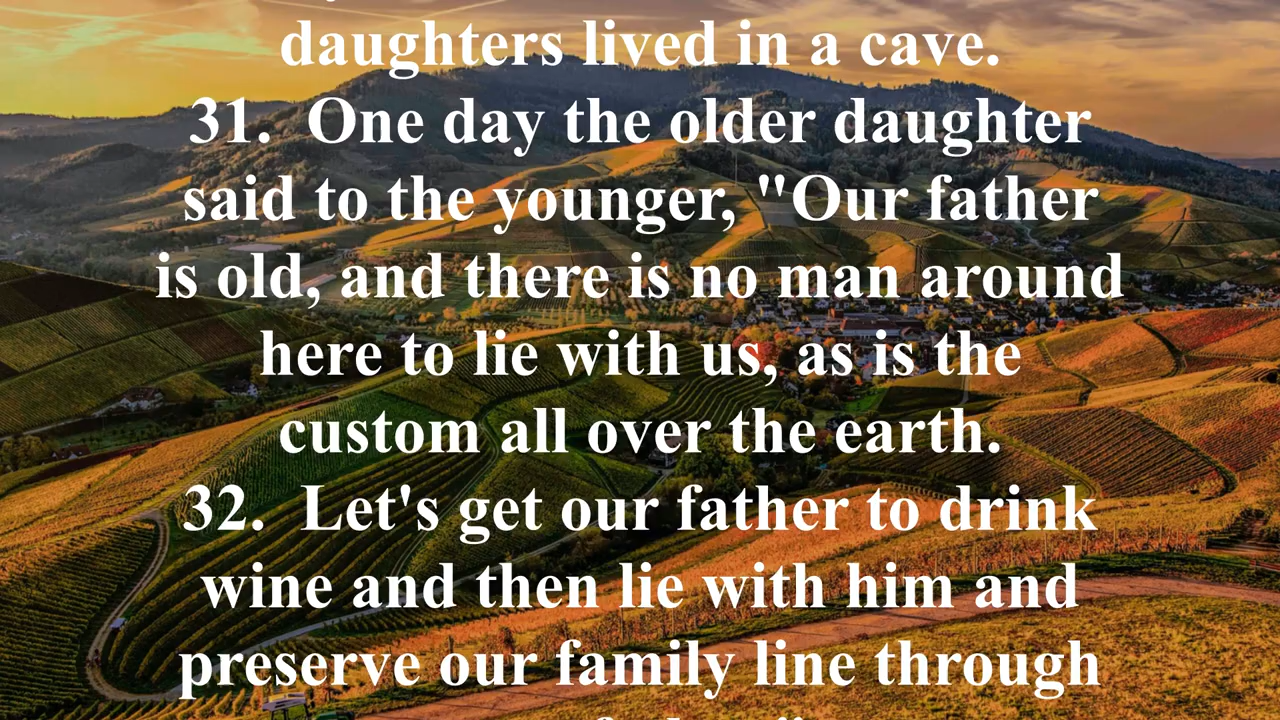 daughters lived in a cave.
31.  One day the older daughter
said to the younger, "Our father
is old, and there is no man around
here to lie with us, as is the
custom all over the earth.
32.  Let's get our father to drink
wine and then lie with him and
preserve our family line through